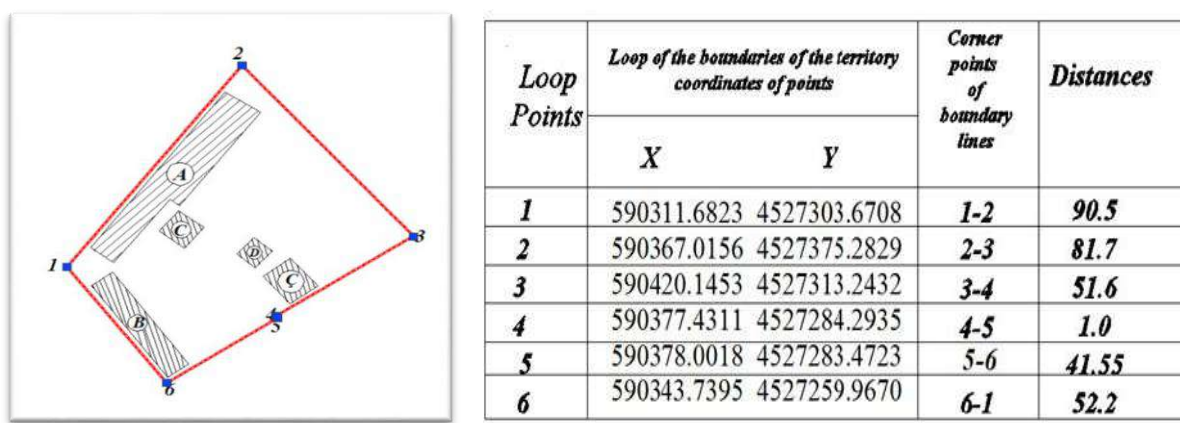 2
A
C
D
3
1
Ç
B
4
5
6
Loop Points
Loop of the boundaries of the territory coordinates of points
Corner points of boundary lines
Distances
X Y
1 590311.6823 4527303.6708 1-2 90.5
2 590367.0156 4527375.2829 2-3 81.7
3 590420.1453 4527313.2432 3-4 51.6
4 590377.4311 4527284.2935 4-5 1.0
5 590378.0018 4527283.4723 5-6 41.55
6 590343.7395 4527259.9670 6-1 52.2